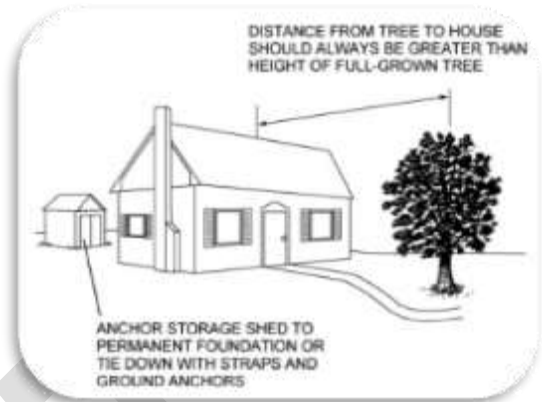 DISTANCE FROM TREE TO HOUSE
SHOULD ALWAYS BE GREATER THAN
HEIGHT OF FULL-GROWN TREE
ANCHOR STORAGE SHED TO
PERMANENT FOUNDATION OR
TIE DOWN WITH STRAPS AND
GROUND ANCHORS